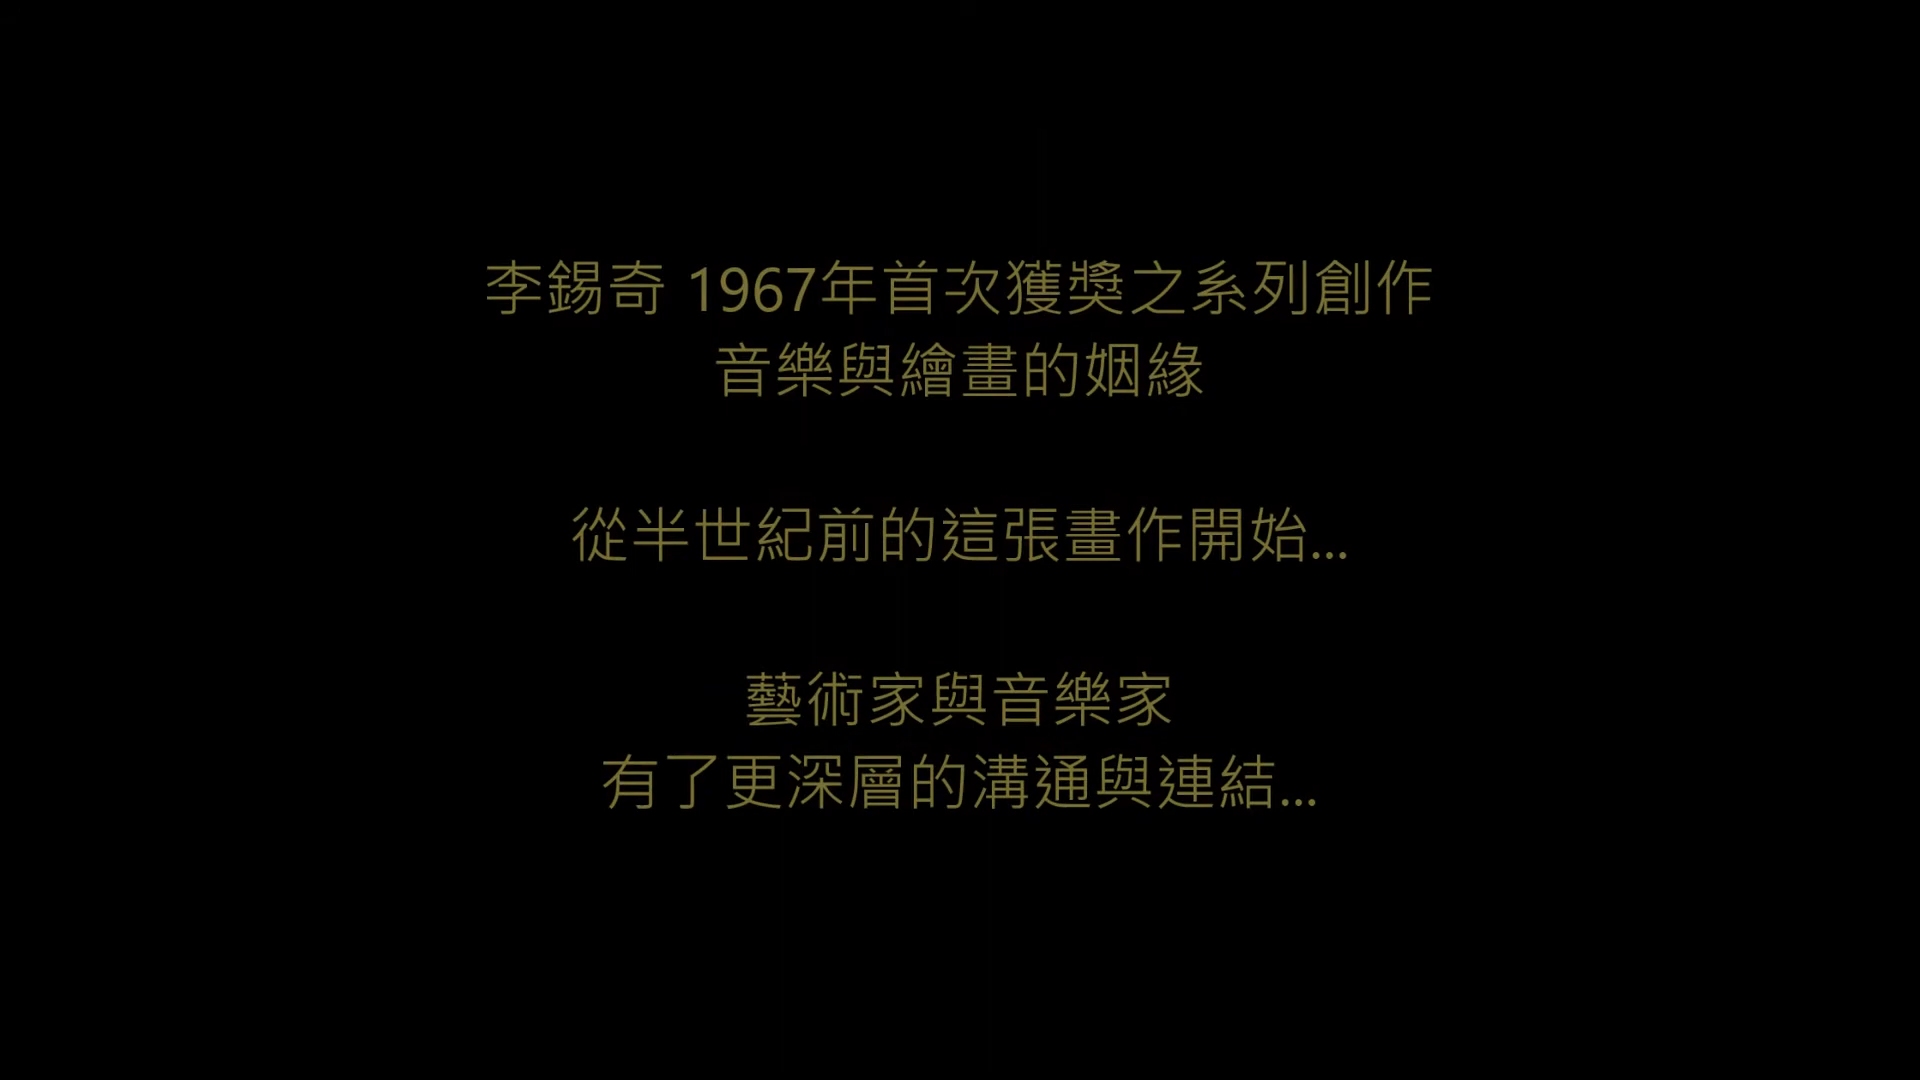 李錫奇 1967年首次獲獎之系列創作
音樂與繪畫的姻緣
從半世紀前的這張畫作開始...
藝術家與音樂家
有了更深層的溝通與連結...